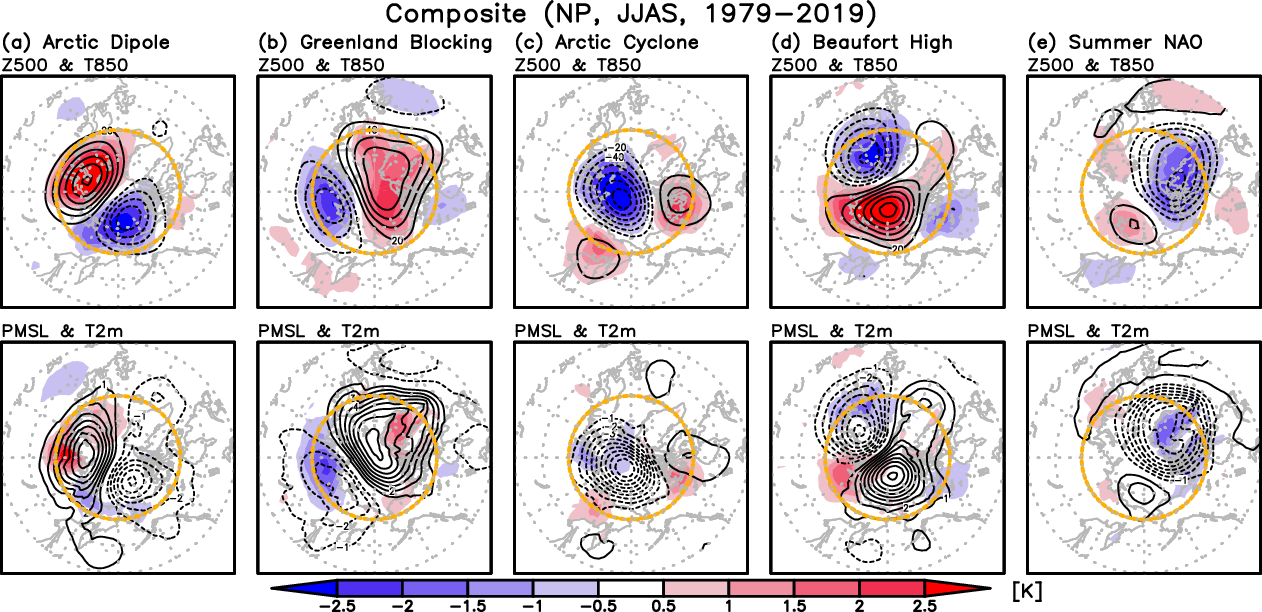 Composite (NP, JJAS, 1979−2019)
(a) Arctic Dipole
Z500 & T850
(b) Greenland Blocking
Z500 & T850
(c) Arctic Cyclone
Z500 & T850
(d) Beaufort High
Z500 & T850
(e) Summer NAO
Z500 & T850
20
40
20
−20
−40
20
PMSL & T2m
PMSL & T2m
PMSL & T2m
PMSL & T2m
PMSL & T2m
1
−2
4
−2
−1
−1
−2
1
2
−1
−2.5 −2 −1.5 −1 −0.5 0.5 1 1.5 2 2.5 [K]